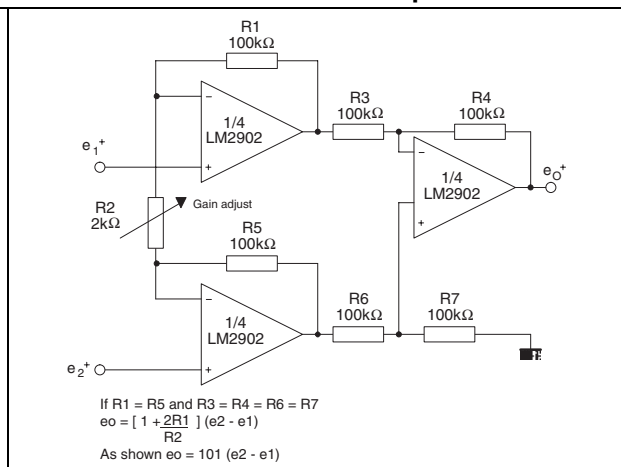 R1
100kΩ
R3
100kΩ
R4
100kΩ
1/4
LM2902
e1+
eO+
1/4
LM2902
R2
2kΩ
Gain adjust
R5
100kΩ
1/4
LM2902
R6
100kΩ
R7
100kΩ
e2+
If R1 = R5 and R3 = R4 = R6 = R7
eo = [ 1 + 2R1 ] (e2 - e1)
R2
As shown eo = 101 (e2 - e1)